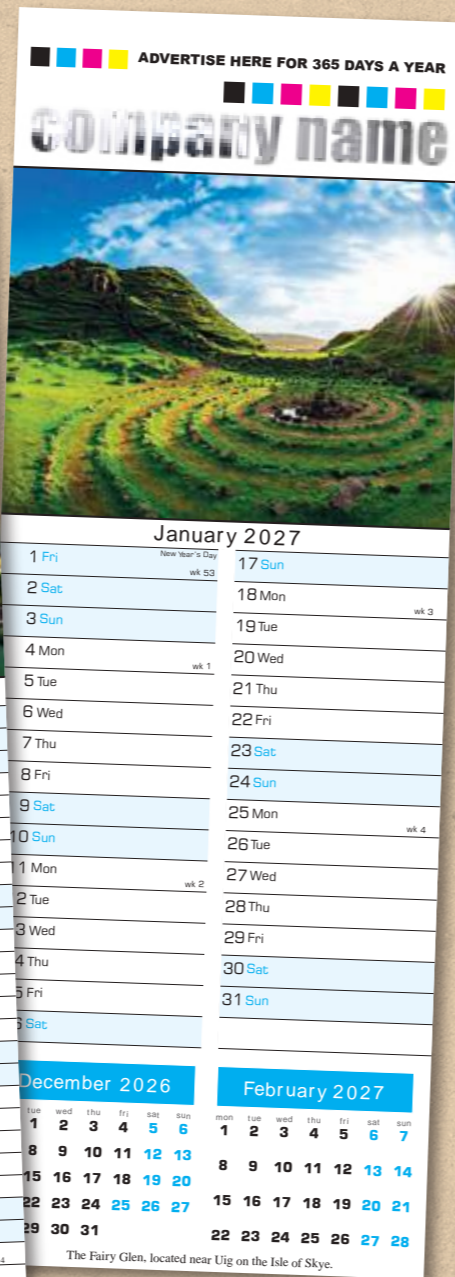 ADVERTISE HERE FOR 365 DAYS A YEAR
company name
January 2027
1 Fri New Year's Day wk 53
2 Sat
3 Sun
4 Mon wk 1
5 Tue
6 Wed
7 Thu
8 Fri
9 Sat
10 Sun
11 Mon wk 2
2 Tue
3 Wed
4 Thu
5 Fri
6 Sat
17 Sun
18 Mon wk 3
19 Tue
20 Wed
21 Thu
22 Fri
23 Sat
24 Sun
25 Mon wk 4
26 Tue
27 Wed
28 Thu
29 Fri
30 Sat
31 Sun
December 2026
tue wed thu fri sat sun
1 2 3 4 5 6
8 9 10 11 12 13
15 16 17 18 19 20
22 23 24 25 26 27
29 30 31
February 2027
mon tue wed thu fri sat sun
1 2 3 4 5 6 7
8 9 10 11 12 13 14
15 16 17 18 19 20 21
22 23 24 25 26 27 28
The Fairy Glen, located near Uig on the Isle of Skye.